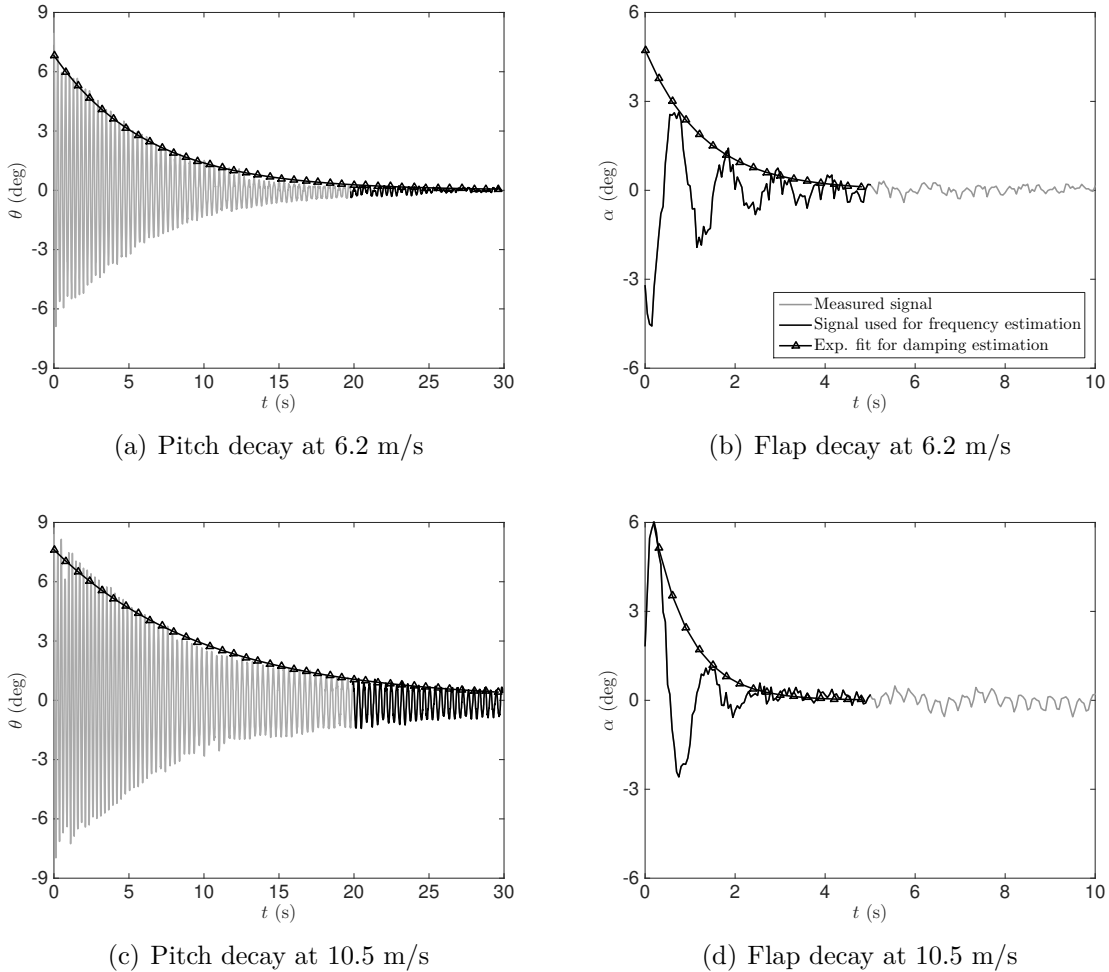 9
6
3
0
-3
-6
-9
θ (deg)
0 5 10 15 20 25 30
t (s)
(a) Pitch decay at 6.2 m/s
6
3
0
-3
-6
α (deg)
Measured signal
Signal used for frequency estimation
Exp. fit for damping estimation
0 2 4 6 8 10
t (s)
(b) Flap decay at 6.2 m/s
9
6
3
0
-3
-6
-9
θ (deg)
0 5 10 15 20 25 30
t (s)
(c) Pitch decay at 10.5 m/s
6
3
0
-3
-6
α (deg)
0 2 4 6 8 10
t (s)
(d) Flap decay at 10.5 m/s